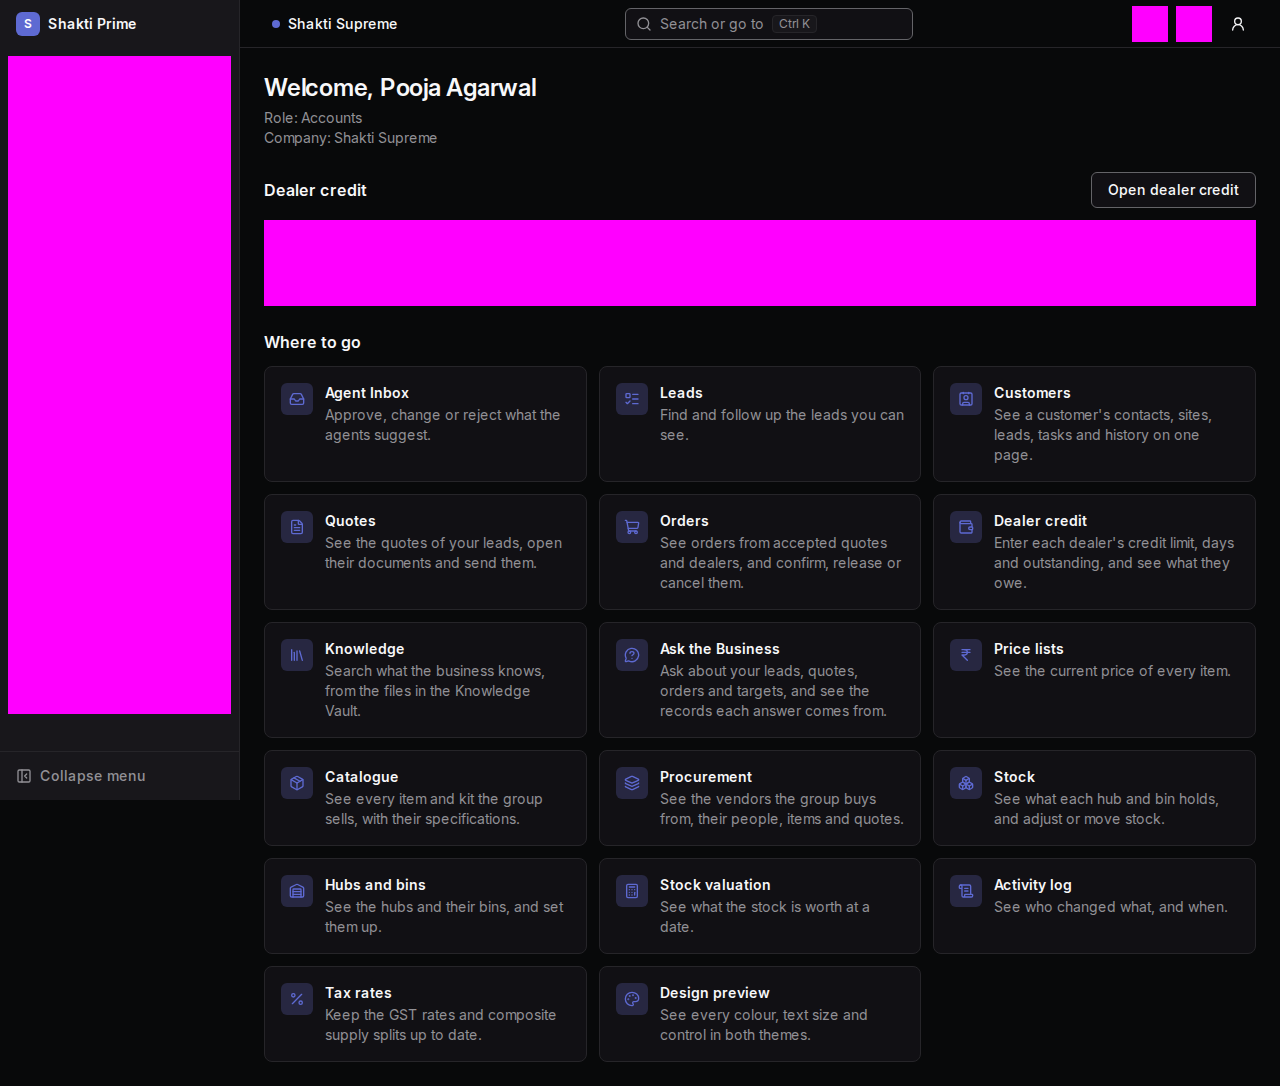 S Shakti Prime
Shakti Supreme
Search or go to Ctrl K
Welcome, Pooja Agarwal
Role: Accounts
Company: Shakti Supreme
Dealer credit
Open dealer credit
Where to go
Agent Inbox
Approve, change or reject what the
agents suggest.
Leads
Find and follow up the leads you can
see.
Customers
See a customer's contacts, sites,
leads, tasks and history on one
page.
Quotes
See the quotes of your leads, open
their documents and send them.
Orders
See orders from accepted quotes
and dealers, and confirm, release or
cancel them.
Dealer credit
Enter each dealer's credit limit, days
and outstanding, and see what they
owe.
Knowledge
Search what the business knows,
from the files in the Knowledge
Vault.
Ask the Business
Ask about your leads, quotes,
orders and targets, and see the
records each answer comes from.
Price lists
See the current price of every item.
Catalogue
See every item and kit the group
sells, with their specifications.
Procurement
See the vendors the group buys
from, their people, items and quotes.
Stock
See what each hub and bin holds,
and adjust or move stock.
Hubs and bins
See the hubs and their bins, and set
them up.
Stock valuation
See what the stock is worth at a
date.
Activity log
See who changed what, and when.
Tax rates
Keep the GST rates and composite
supply splits up to date.
Design preview
See every colour, text size and
control in both themes.
Collapse menu